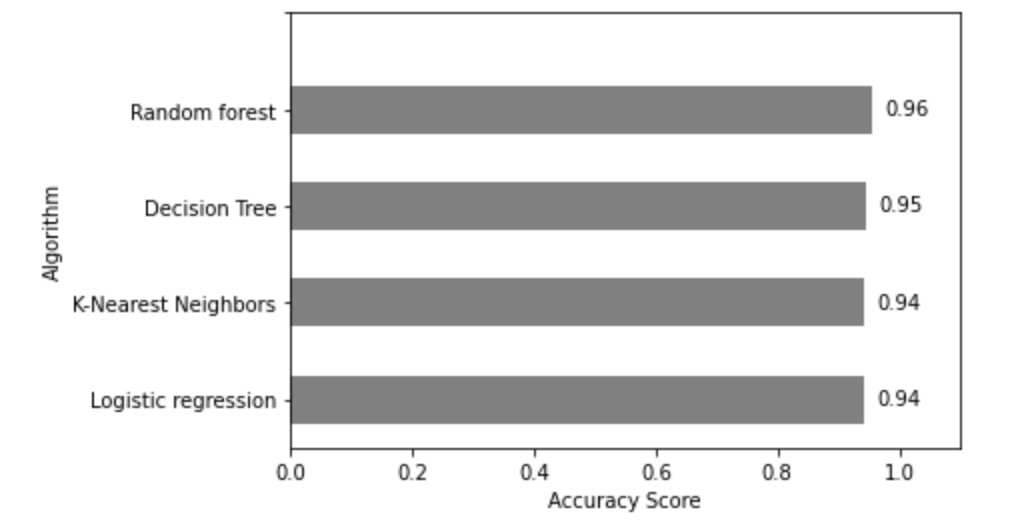 Random forest
0.96
Decision Tree
0.95
Algorithm
K-Nearest Neighbors
0.94
Logistic regression
0.94
0.0 0.2 0.4 0.6 0.8 1.0
Accuracy Score